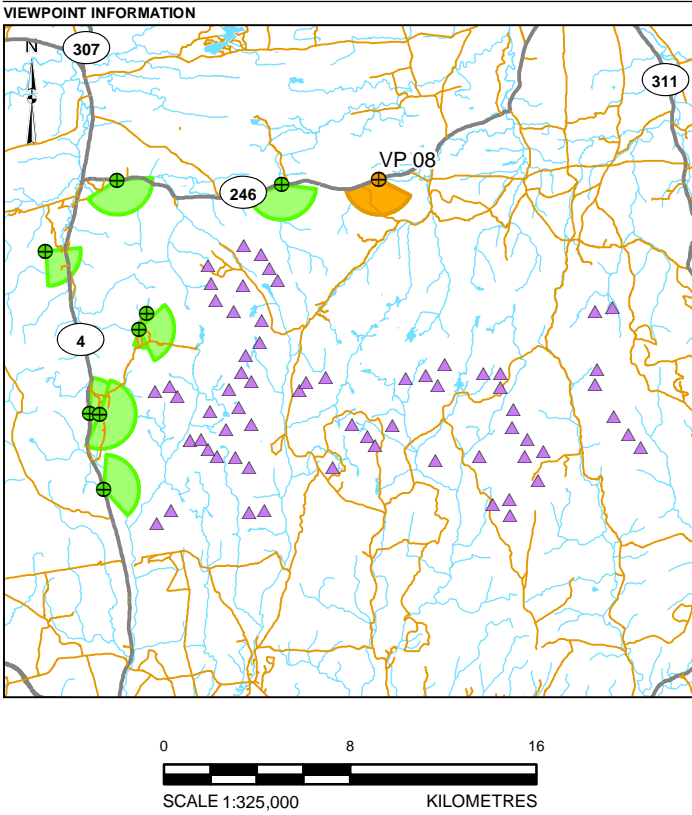 VIEWPOINT INFORMATION
N
307
311
VP 08
246
4
0 8 16
SCALE 1:325,000 KILOMETRES